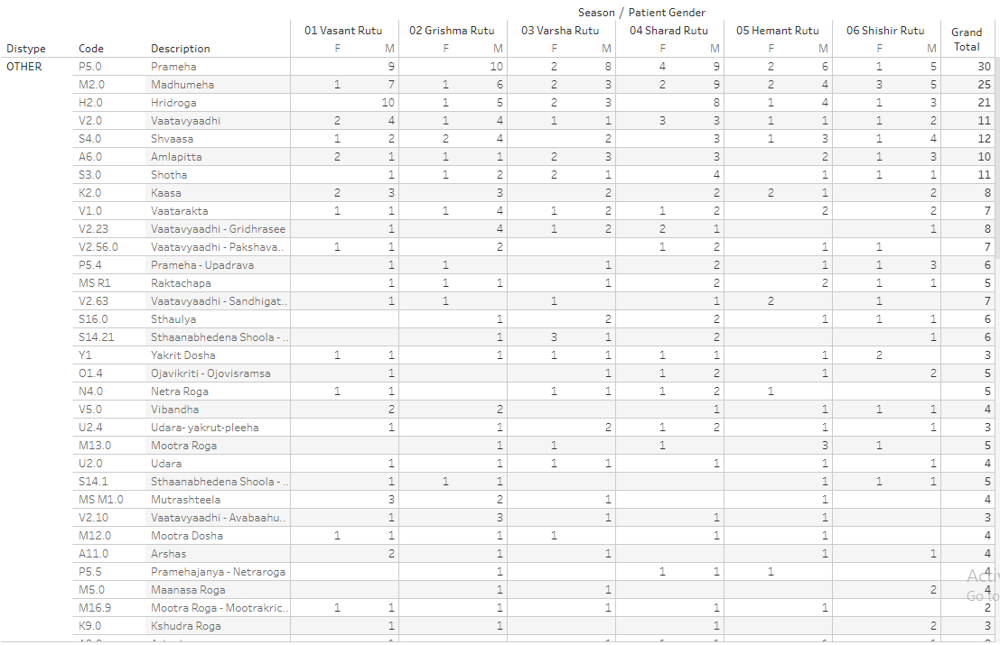 Season / Patient Gender
01 Vasant Rutu 02 Grishma Rutu 03 Varsha Rutu 04 Sharad Rutu 05 Hemant Rutu 06 Shishir Rutu Grand Total
Distype Code Description F M F M F M F M F M F M
OTHER P5.0 Prameha 9 10 2 8 4 9 2 6 1 5 30
M2.0 Madhumeha 1 7 1 6 2 3 2 9 2 4 3 5 25
H2.0 Hridroga 10 1 5 2 3 8 1 4 1 3 21
V2.0 Vaatavyaadhi 2 4 1 4 1 1 3 3 1 1 1 2 11
S4.0 Shvaasa 1 2 2 4 2 3 1 3 1 4 12
A6.0 Amlapitta 2 1 1 1 2 3 3 2 1 3 10
S3.0 Shotha 1 1 2 2 1 4 1 1 1 11
K2.0 Kaasa 2 3 3 2 2 2 1 2 8
V1.0 Vaatarakta 1 1 1 4 1 2 1 2 2 2 7
V2.23 Vaatavyaadhi - Gridhrasee 1 4 1 2 2 1 1 8
V2.56.0 Vaatavyaadhi - Pakshava.. 1 1 2 1 2 1 1 7
P5.4 Prameha - Upadrava 1 1 1 2 1 1 3 6
MS R1 Raktachapa 1 1 1 1 2 2 1 1 5
V2.63 Vaatavyaadhi - Sandhigat.. 1 1 1 1 2 1 7
S16.0 Sthaulya 1 2 2 1 1 1 6
S14.21 Sthaanabhedena Shoola - .. 1 3 1 2 1 6
Y1 Yakrit Dosha 1 1 1 1 1 1 1 1 2 3
O1.4 Ojavikriti - Ojovisramsa 1 1 1 2 1 2 5
N4.0 Netra Roga 1 1 1 1 1 2 1 5
V5.0 Vibandha 2 2 1 1 1 1 4
U2.4 Udara- yakrut-pleeha 1 1 2 1 2 1 1 3
M13.0 Mootra Roga 1 1 1 3 1 5
U2.0 Udara 1 1 1 1 1 1 1 4
S14.1 Sthaanabhedena Shoola - .. 1 1 1 1 1 1 5
MS M1.0 Mutrashteela 3 2 1 1 4
V2.10 Vaatavyaadhi - Avabaahu.. 1 3 1 1 1 3
M12.0 Mootra Dosha 1 1 1 1 1 1 4
A11.0 Arshas 2 1 1 1 1 4
P5.5 Pramehajanya - Netraroga 1 1 1 1 4
M5.0 Maanasa Roga 1 1 2 4
M16.9 Mootra Roga - Mootrakric.. 1 1 1 1 1 1 2
K9.0 Kshudra Roga 1 1 1 2 3
Go to